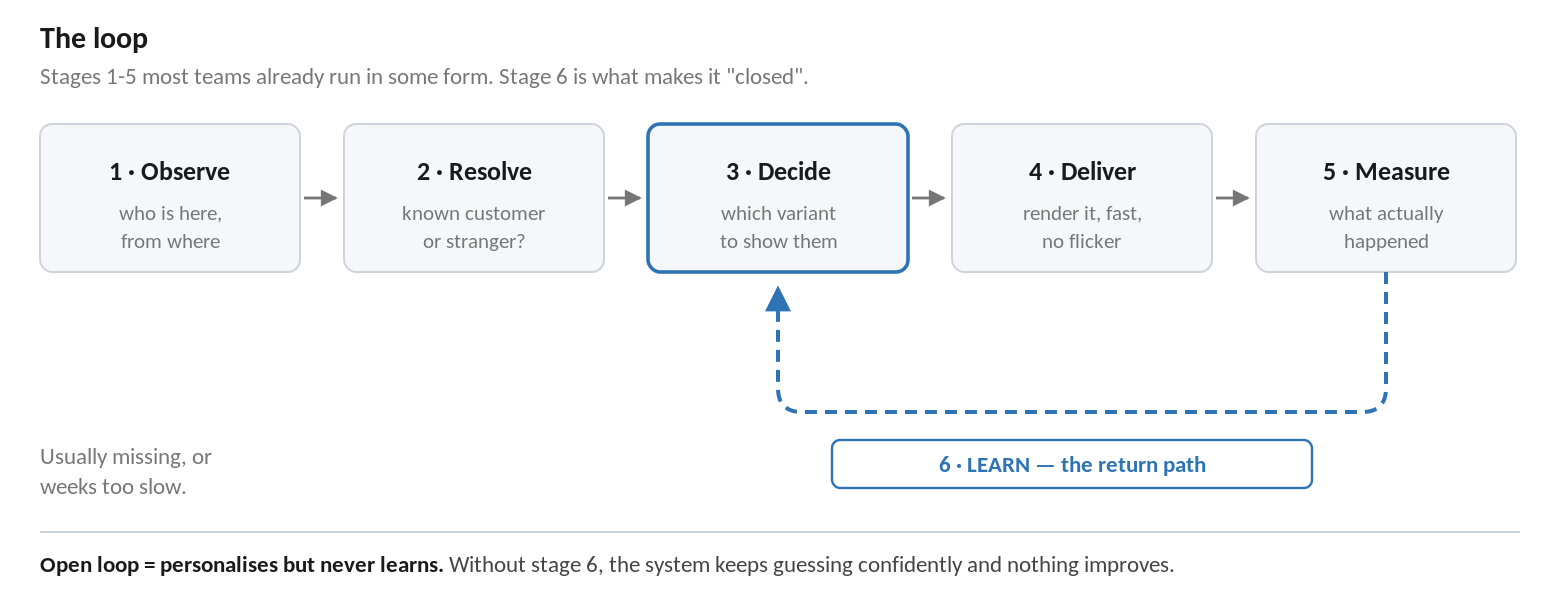 The loop
Stages 1-5 most teams already run in some form. Stage 6 is what makes it "closed".
1 · Observe
who is here,
from where
2 · Resolve
known customer
or stranger?
3 · Decide
which variant
to show them
4 · Deliver
render it, fast,
no flicker
5 · Measure
what actually
happened
Usually missing, or
weeks too slow.
6 · LEARN — the return path
Open loop = personalises but never learns. Without stage 6, the system keeps guessing confidently and nothing improves.